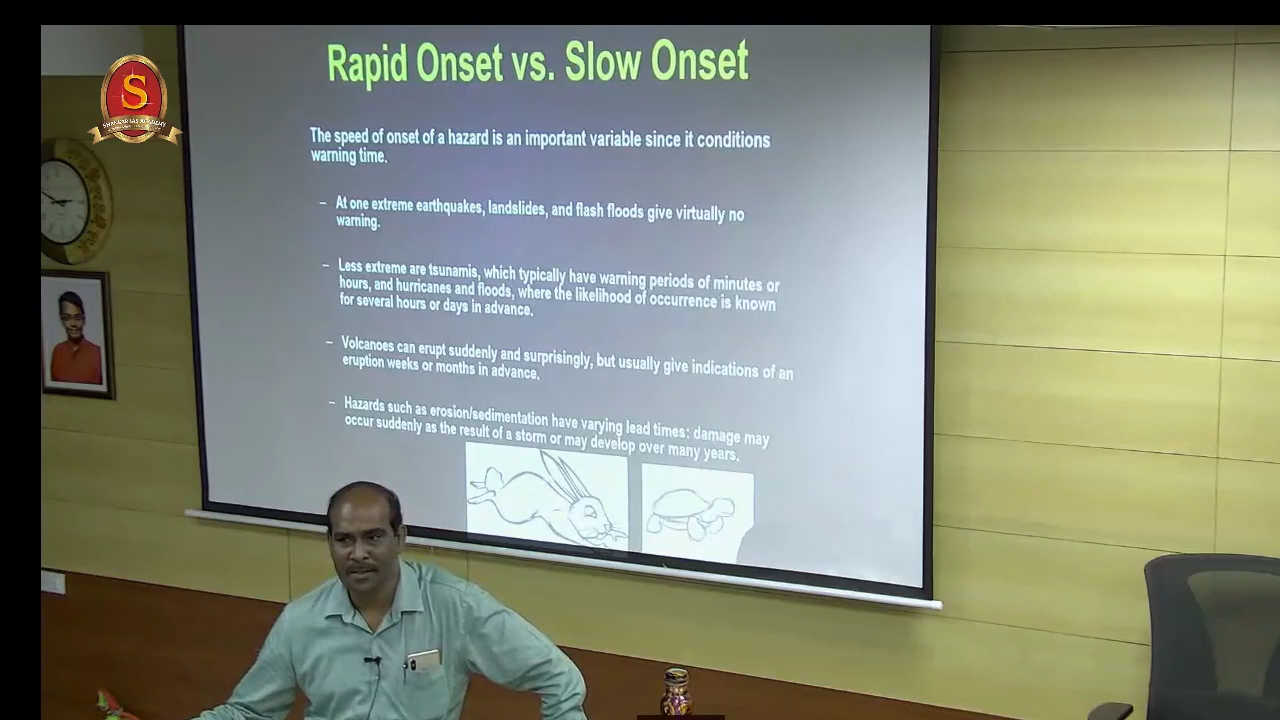 S
SHANKAR IAS ACADEMY
Rapid Onset vs. Slow Onset
The speed of onset of a hazard is an important variable since it conditions
warning time.
– At one extreme earthquakes, landslides, and flash floods give virtually no
warning.
– Less extreme are tsunamis, which typically have warning periods of minutes or
hours, and hurricanes and floods, where the likelihood of occurrence is known
for several hours or days in advance.
– Volcanoes can erupt suddenly and surprisingly, but usually give indications of an
eruption weeks or months in advance.
– Hazards such as erosion/sedimentation have varying lead times: damage may
occur suddenly as the result of a storm or may develop over many years.